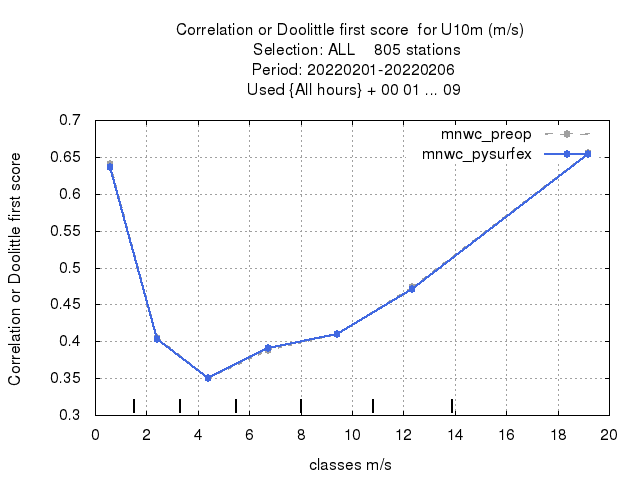 Correlation or Doolittle first score  for U10m (m/s)
Selection: ALL    805 stations
Period: 20220201-20220206
Used {All hours} + 00 01 ... 09
mnwc_preop
mnwc_pysurfex
Correlation or Doolittle first score
0.7
0.65
0.6
0.55
0.5
0.45
0.4
0.35
0.3
0 2 4 6 8 10 12 14 16 18 20
classes m/s